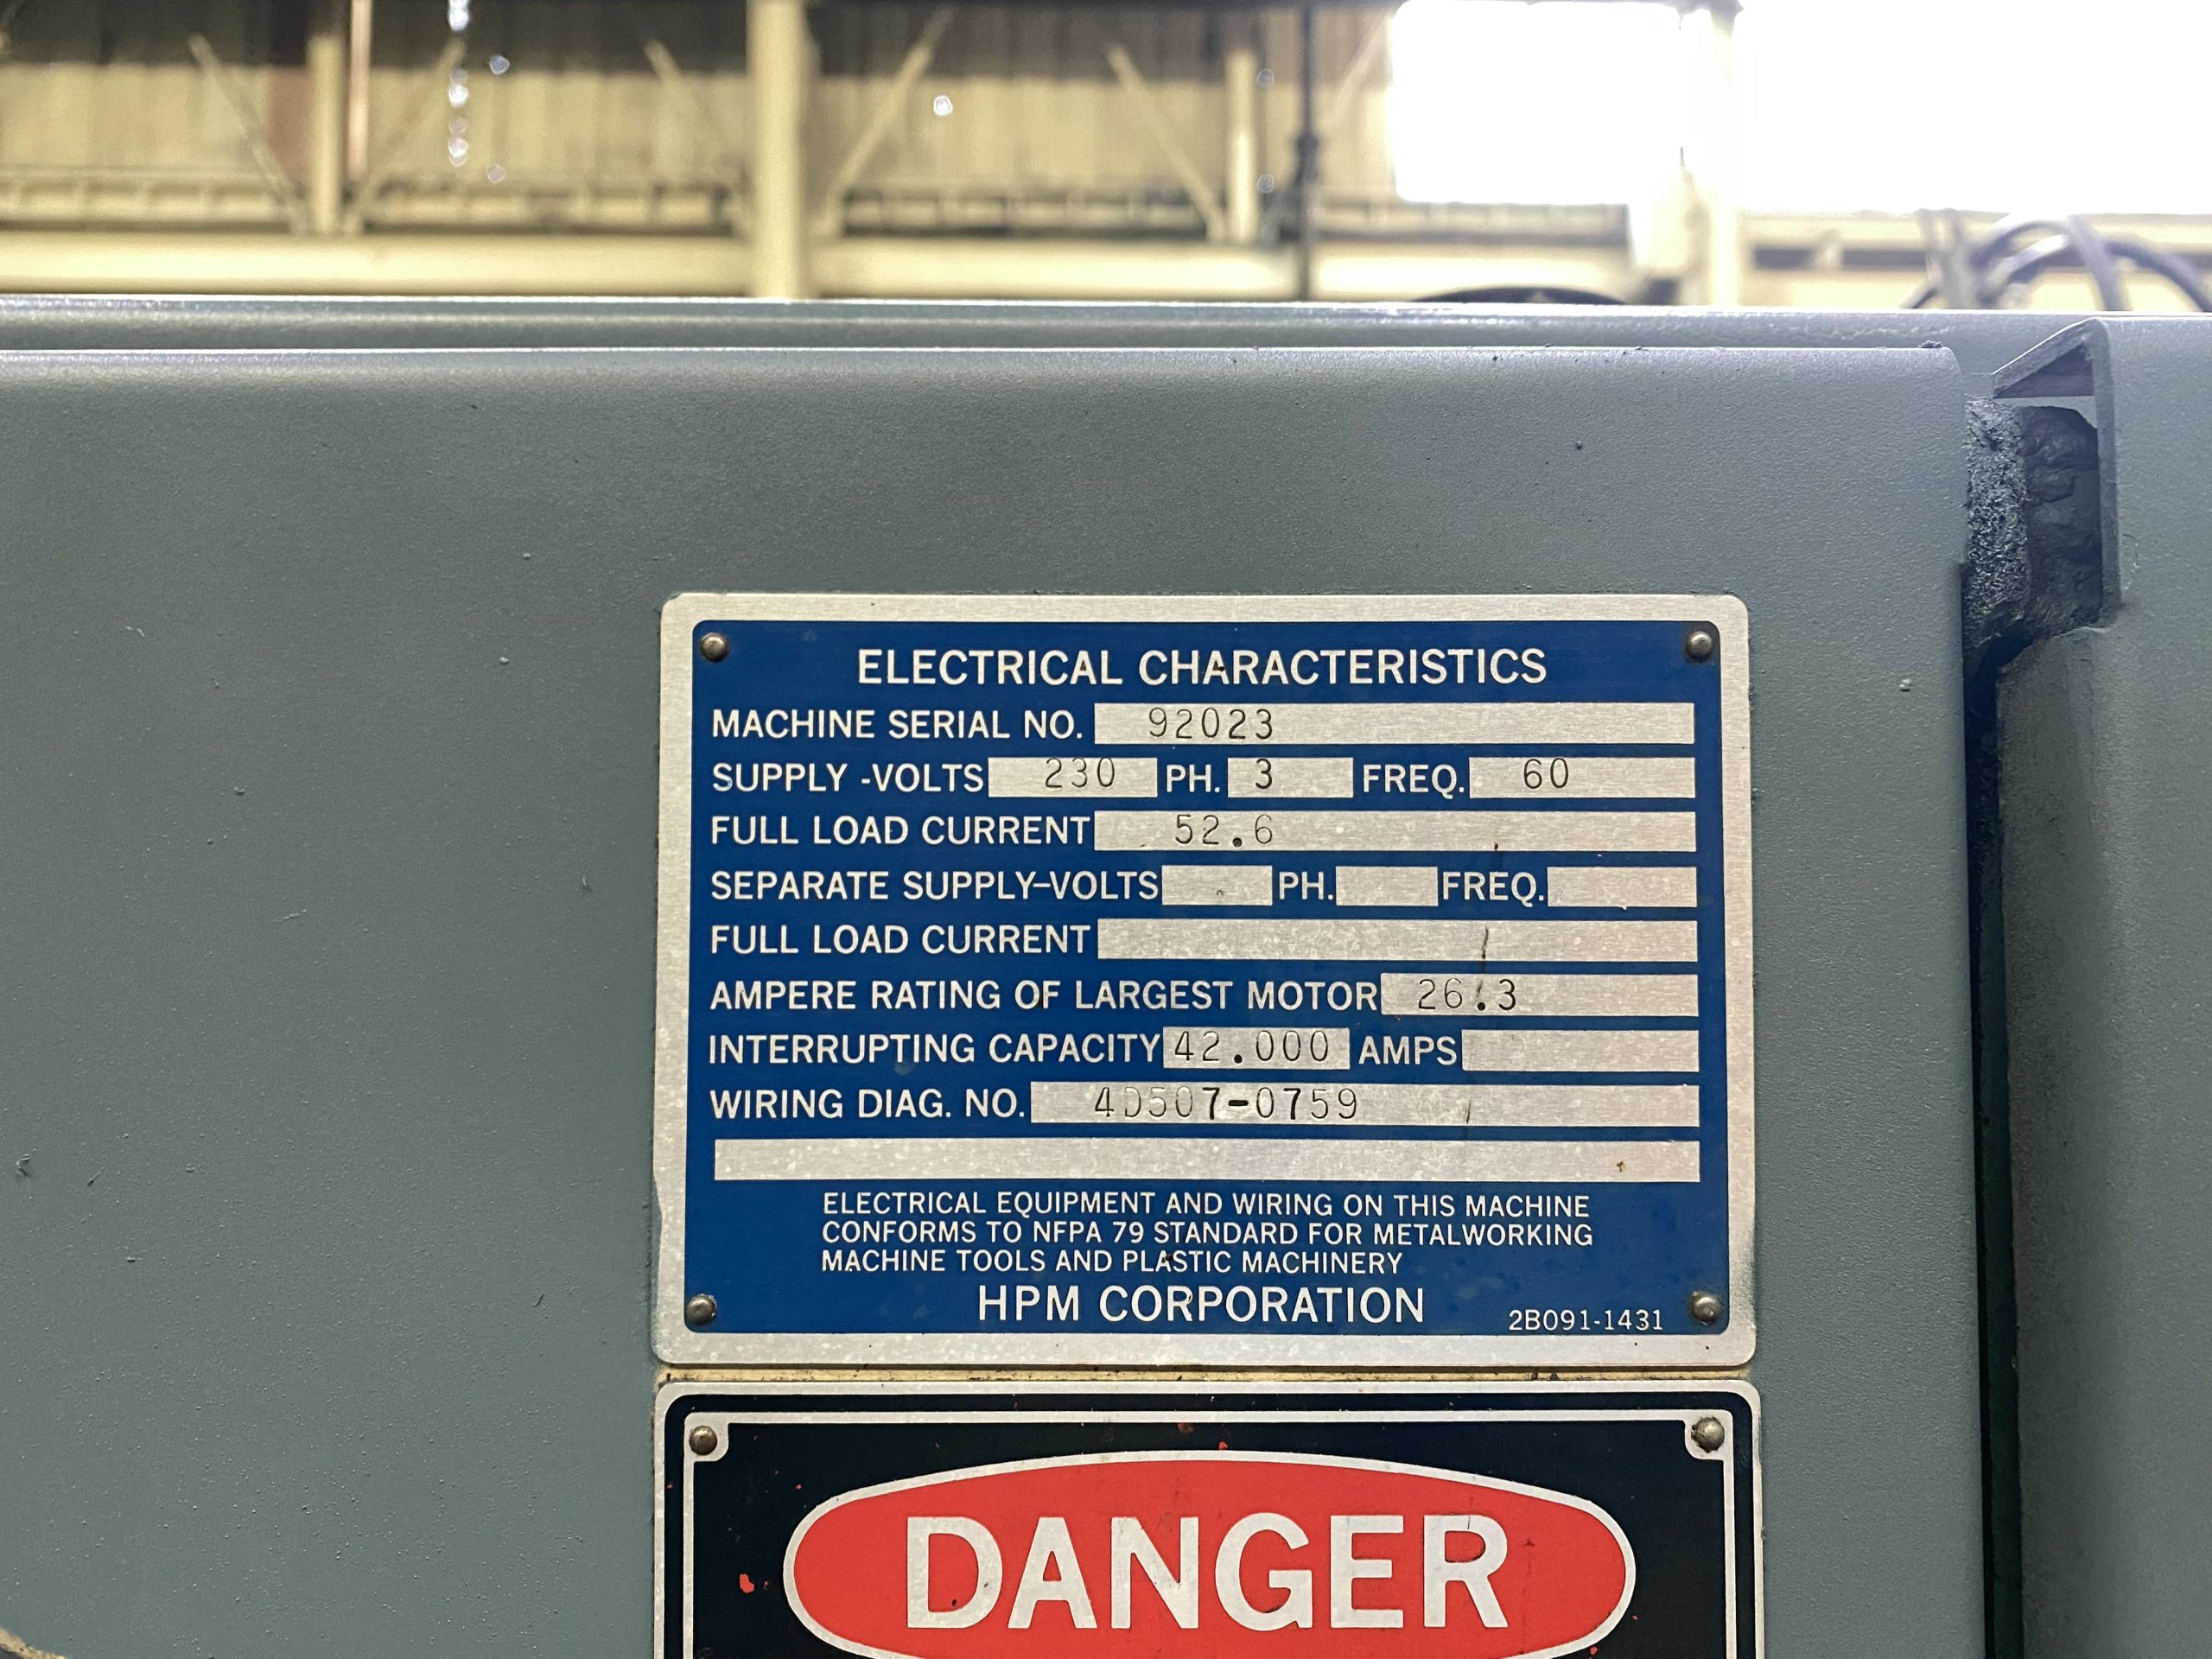 ELECTRICAL CHARACTERISTICS
MACHINE SERIAL NO. 92023
SUPPLY -VOLTS 230 PH. 3 FREQ. 60
FULL LOAD CURRENT 52.6
SEPARATE SUPPLY-VOLTS PH. FREQ.
FULL LOAD CURRENT
AMPERE RATING OF LARGEST MOTOR 26.3
INTERRUPTING CAPACITY 42.000 AMPS
WIRING DIAG. NO. 4D507-0759
ELECTRICAL EQUIPMENT AND WIRING ON THIS MACHINE
CONFORMS TO NFPA 79 STANDARD FOR METALWORKING
MACHINE TOOLS AND PLASTIC MACHINERY
HPM CORPORATION 2B091-1431
DANGER